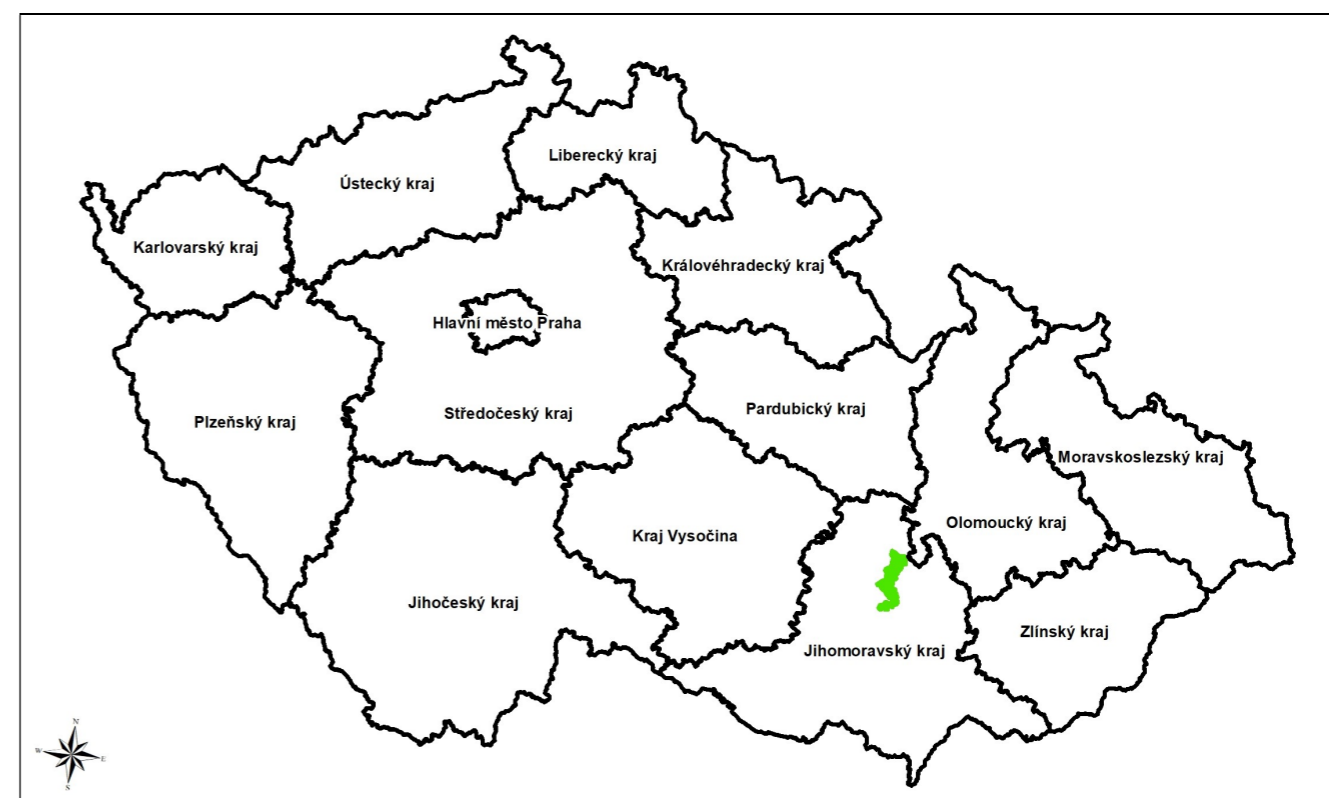 Liberecký kraj
Ústecký kraj
Karlovarský kraj
Královéhradecký kraj
Hlavní město Praha
Středočeský kraj
Pardubický kraj
Plzeňský kraj
Moravskoslezský kraj
Olomoucký kraj
Kraj Vysočina
Jihočeský kraj
Zlínský kraj
Jihomoravský kraj
N
W
E
S